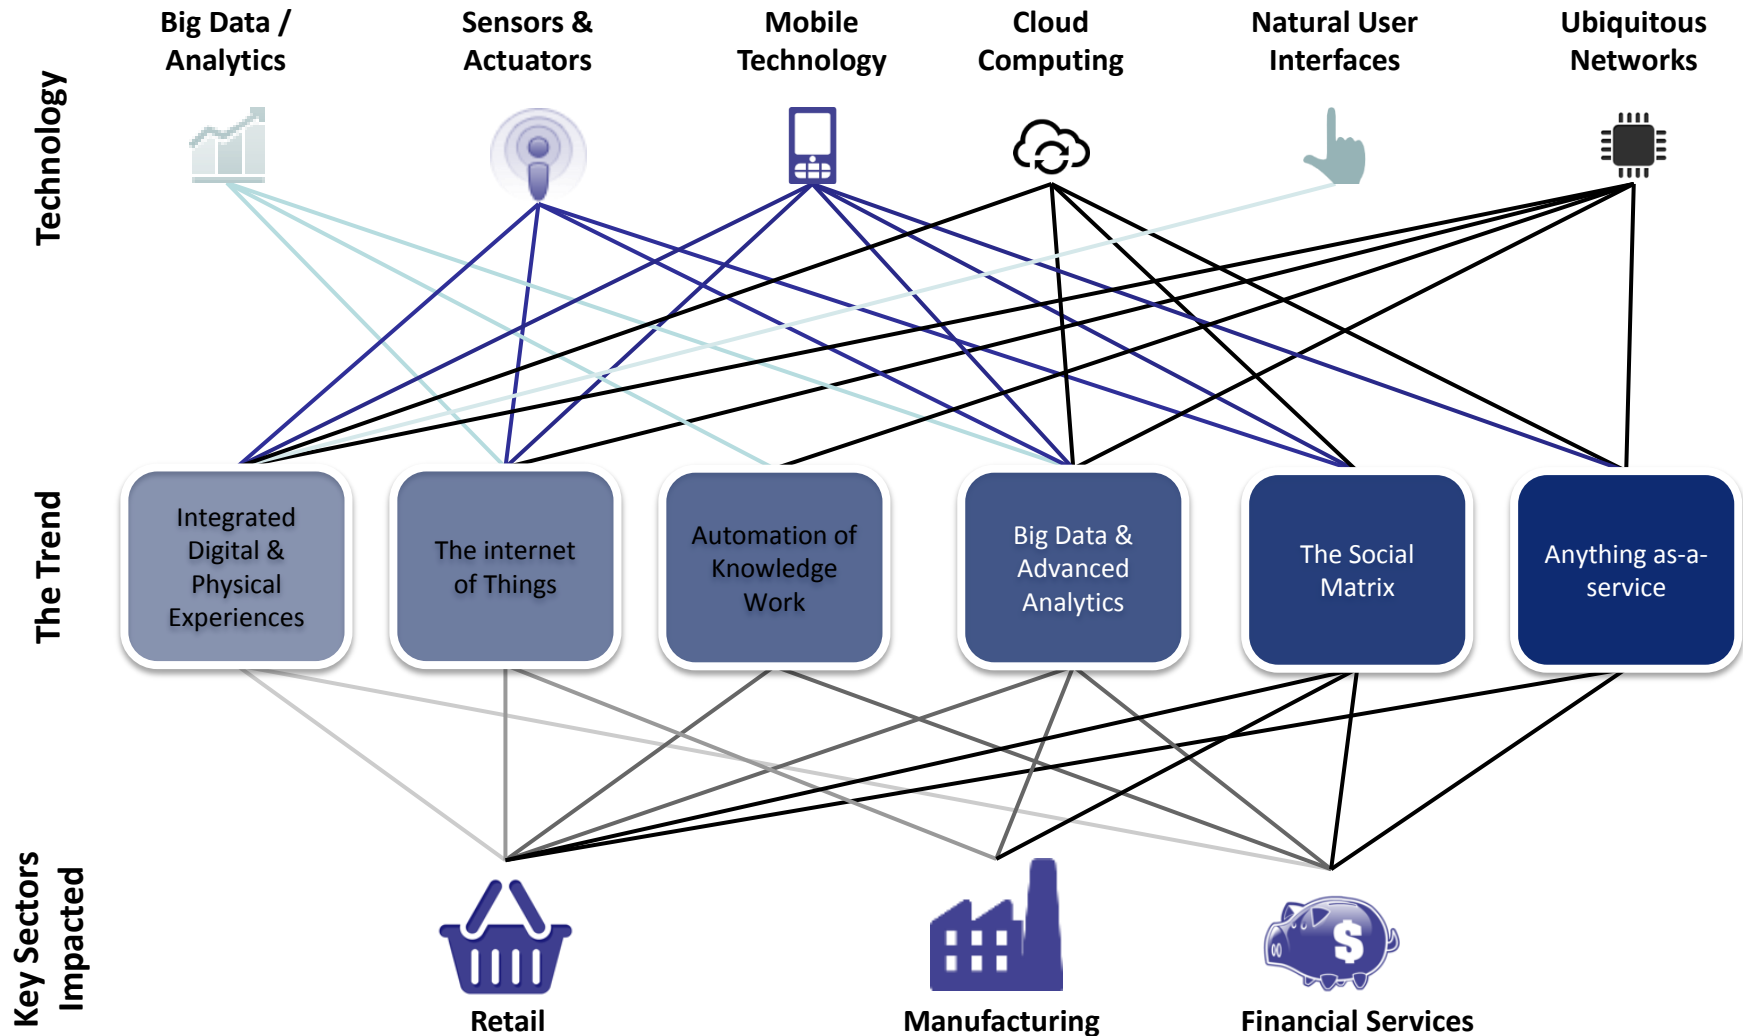 Big Data /
Analytics
Sensors &
Actuators
Mobile
Technology
Cloud
Computing
Natural User
Interfaces
Ubiquitous
Networks
Technology
The Trend
Integrated
Digital &
Physical
Experiences
The internet
of Things
Automation of
Knowledge
Work
Big Data &
Advanced
Analytics
The Social
Matrix
Anything as-a-
service
Key Sectors
Impacted
$
Retail
Manufacturing
Financial Services